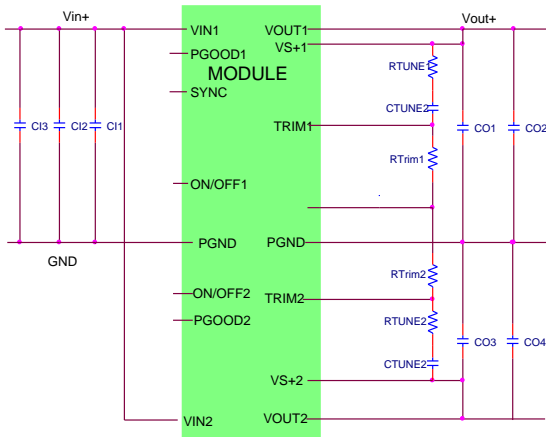 Vin+
Vout+
VIN1
VOUT1
PGOOD1
VS+1
MODULE
RTUNE1
SYNC
CTUNE2
CI3
CI2
CI1
TRIM1
CO1
CO2
RTrim1
ON/OFF1
PGND
PGND
GND
RTrim2
ON/OFF2
TRIM2
PGOOD2
RTUNE2
CO3
CO4
CTUNE2
VS+2
VIN2
VOUT2